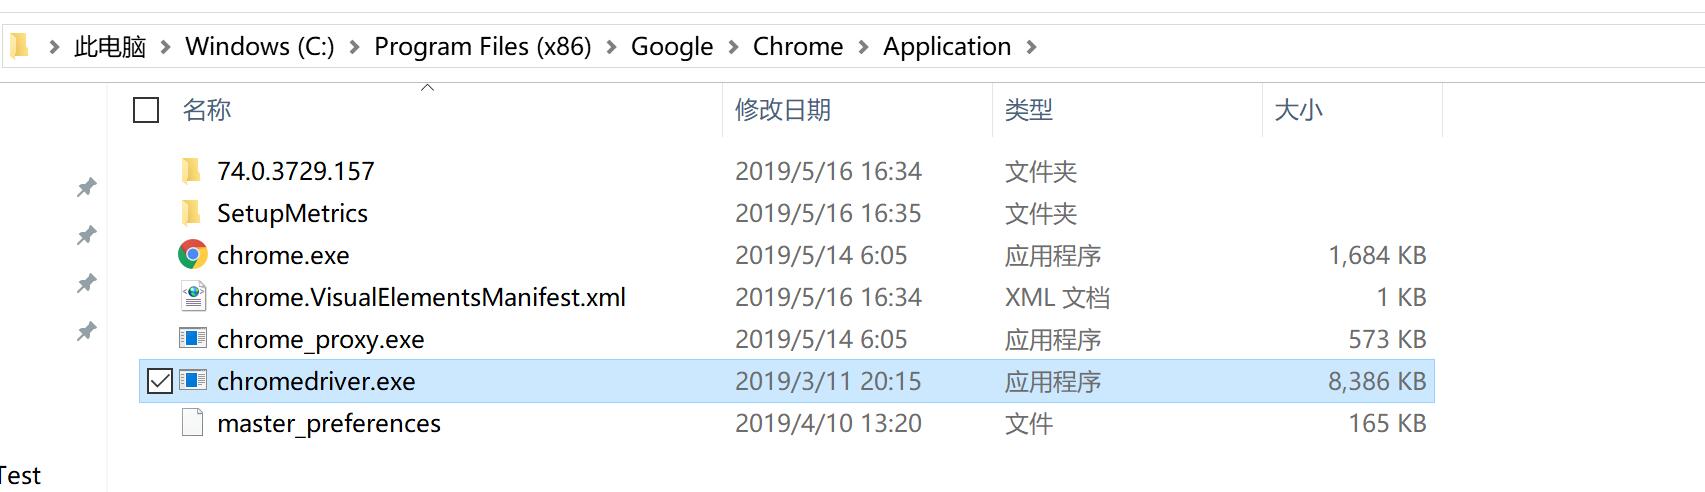 此电脑 Windows (C:) Program Files (x86) Google Chrome Application
名称 修改日期 类型 大小
74.0.3729.157 2019/5/16 16:34 文件夹
SetupMetrics 2019/5/16 16:35 文件夹
chrome.exe 2019/5/14 6:05 应用程序 1,684 KB
chrome.VisualElementsManifest.xml 2019/5/16 16:34 XML 文档 1 KB
chrome_proxy.exe 2019/5/14 6:05 应用程序 573 KB
chromedriver.exe 2019/3/11 20:15 应用程序 8,386 KB
master_preferences 2019/4/10 13:20 文件 165 KB
Test